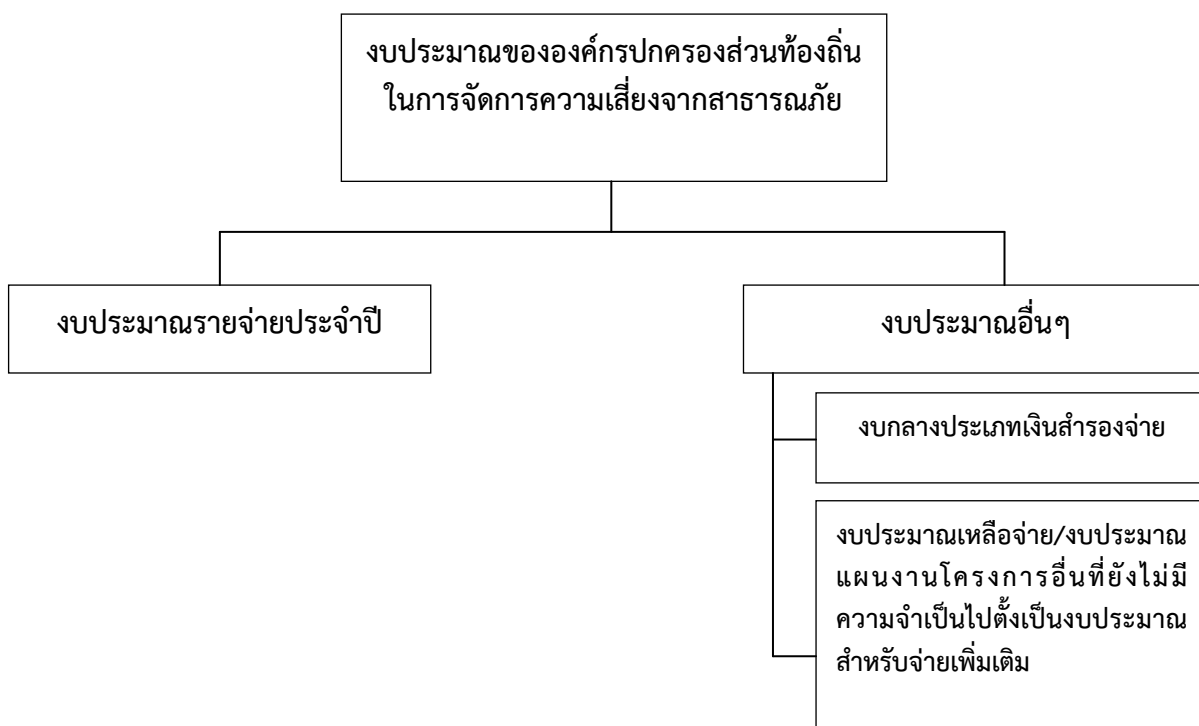 งบประมาณขององค์กรปกครองส่วนท้องถิ่น
ในการจัดการความเสี่ยงจากสาธารณภัย
งบประมาณรายจ่ายประจำปี
งบประมาณอื่นๆ
งบกลางประเภทเงินสำรองจ่าย
งบประมาณเหลือจ่าย/งบประมาณ
แผนงานโครงการอื่นที่ยังไม่มี
ความจำเป็นไปตั้งเป็นงบประมาณ
สำหรับจ่ายเพิ่มเติม